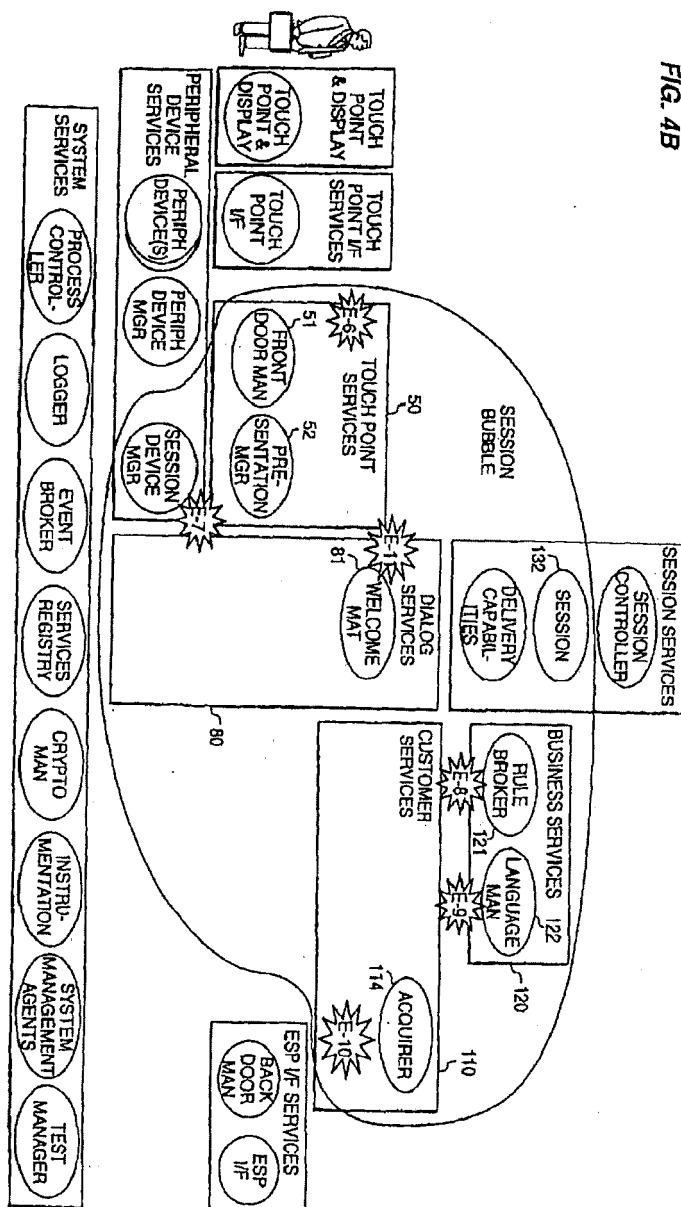 FIG. 4B
SESSION SERVICES
SESSION
CONTROLLER
132
SESSION
DELIVERY
CAPABIL-
ITIES
BUSINESS SERVICES
RULE
BROKER
121
LANGUAGE
MAN
122
120
E-8
E-9
SESSION
BUBBLE
TOUCH
POINT
& DISPLAY
TOUCH
POINT &
DISPLAY
TOUCH
POINT I/F
SERVICES
TOUCH
POINT
I/F
50
TOUCH POINT
SERVICES
E-6
51
FRONT
DOOR MAN
52
PRE-
SENTATION
MGR
E-11
DIALOG
SERVICES
81
WELCOME
MAT
80
CUSTOMER
SERVICES
110
114
ACQUIRER
E-10
PERIPHERAL
DEVICE
SERVICES
PERIPH
DEVICE(S)
PERIPH
DEVICE
MGR
SESSION
DEVICE
MGR
E-7
ESP I/F SERVICES
BACK
DOOR
MAN
ESP
I/F
SYSTEM
SERVICES
PROCESS
CONTROL-
LER
LOGGER
EVENT
BROKER
SERVICES
REGISTRY
CRYPTO
MAN
INSTRU-
MENTATION
SYSTEM
MANAGEMENT
AGENTS
TEST
MANAGER